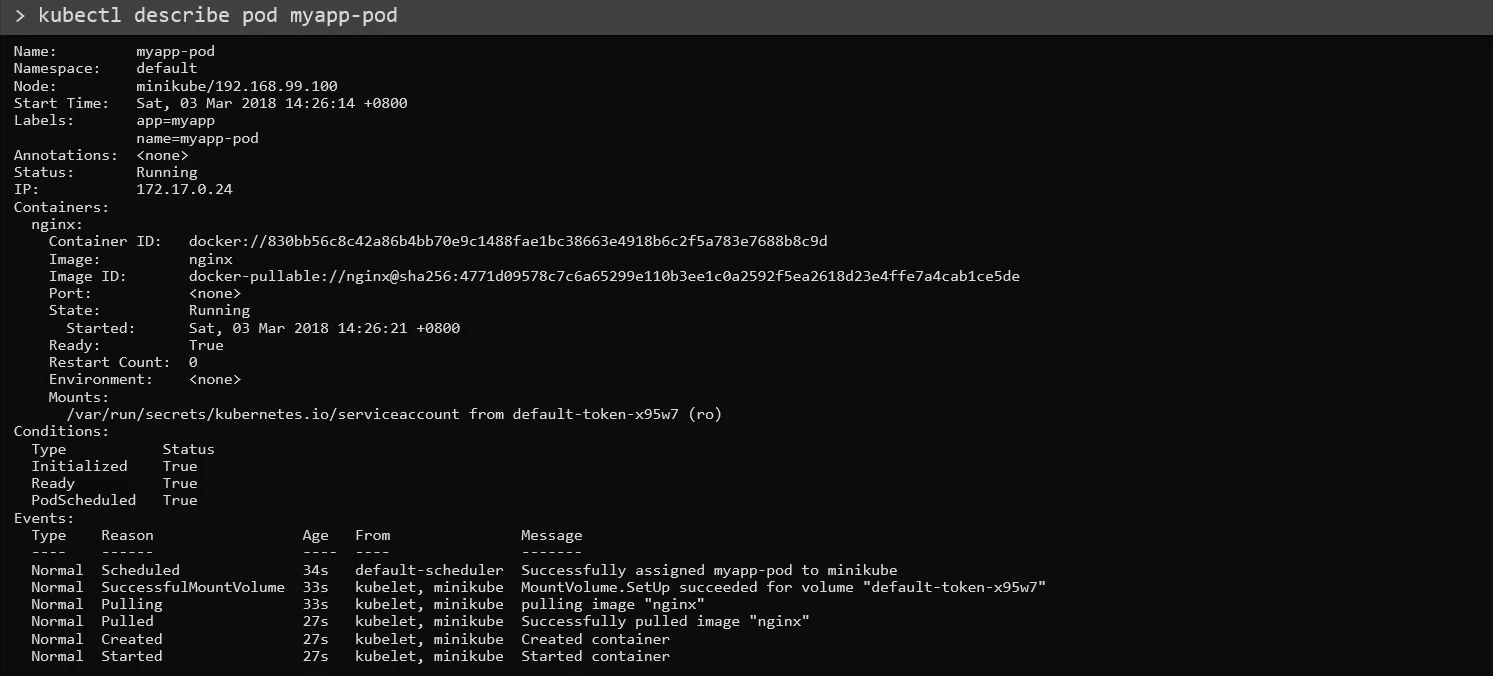 > kubectl describe pod myapp-pod
Name:         myapp-pod
Namespace:    default
Node:         minikube/192.168.99.100
Start Time:   Sat, 03 Mar 2018 14:26:14 +0800
Labels:       app=myapp
              name=myapp-pod
Annotations:  <none>
Status:       Running
IP:           172.17.0.24
Containers:
  nginx:
    Container ID:   docker://830bb56c8c42a86b4bb70e9c1488fae1bc38663e4918b6c2f5a783e7688b8c9d
    Image:          nginx
    Image ID:       docker-pullable://nginx@sha256:4771d09578c7c6a65299e110b3ee1c0a2592f5ea2618d23e4ffe7a4cab1ce5de
    Port:           <none>
    State:          Running
      Started:      Sat, 03 Mar 2018 14:26:21 +0800
    Ready:          True
    Restart Count:  0
    Environment:    <none>
    Mounts:
      /var/run/secrets/kubernetes.io/serviceaccount from default-token-x95w7 (ro)
Conditions:
  Type           Status
  Initialized    True
  Ready          True
  PodScheduled   True
Events:
  Type    Reason                 Age   From               Message
  ----    ------                 ----  ----               -------
  Normal  Scheduled              34s   default-scheduler  Successfully assigned myapp-pod to minikube
  Normal  SuccessfulMountVolume  33s   kubelet, minikube  MountVolume.SetUp succeeded for volume "default-token-x95w7"
  Normal  Pulling                33s   kubelet, minikube  pulling image "nginx"
  Normal  Pulled                 27s   kubelet, minikube  Successfully pulled image "nginx"
  Normal  Created                27s   kubelet, minikube  Created container
  Normal  Started                27s   kubelet, minikube  Started container